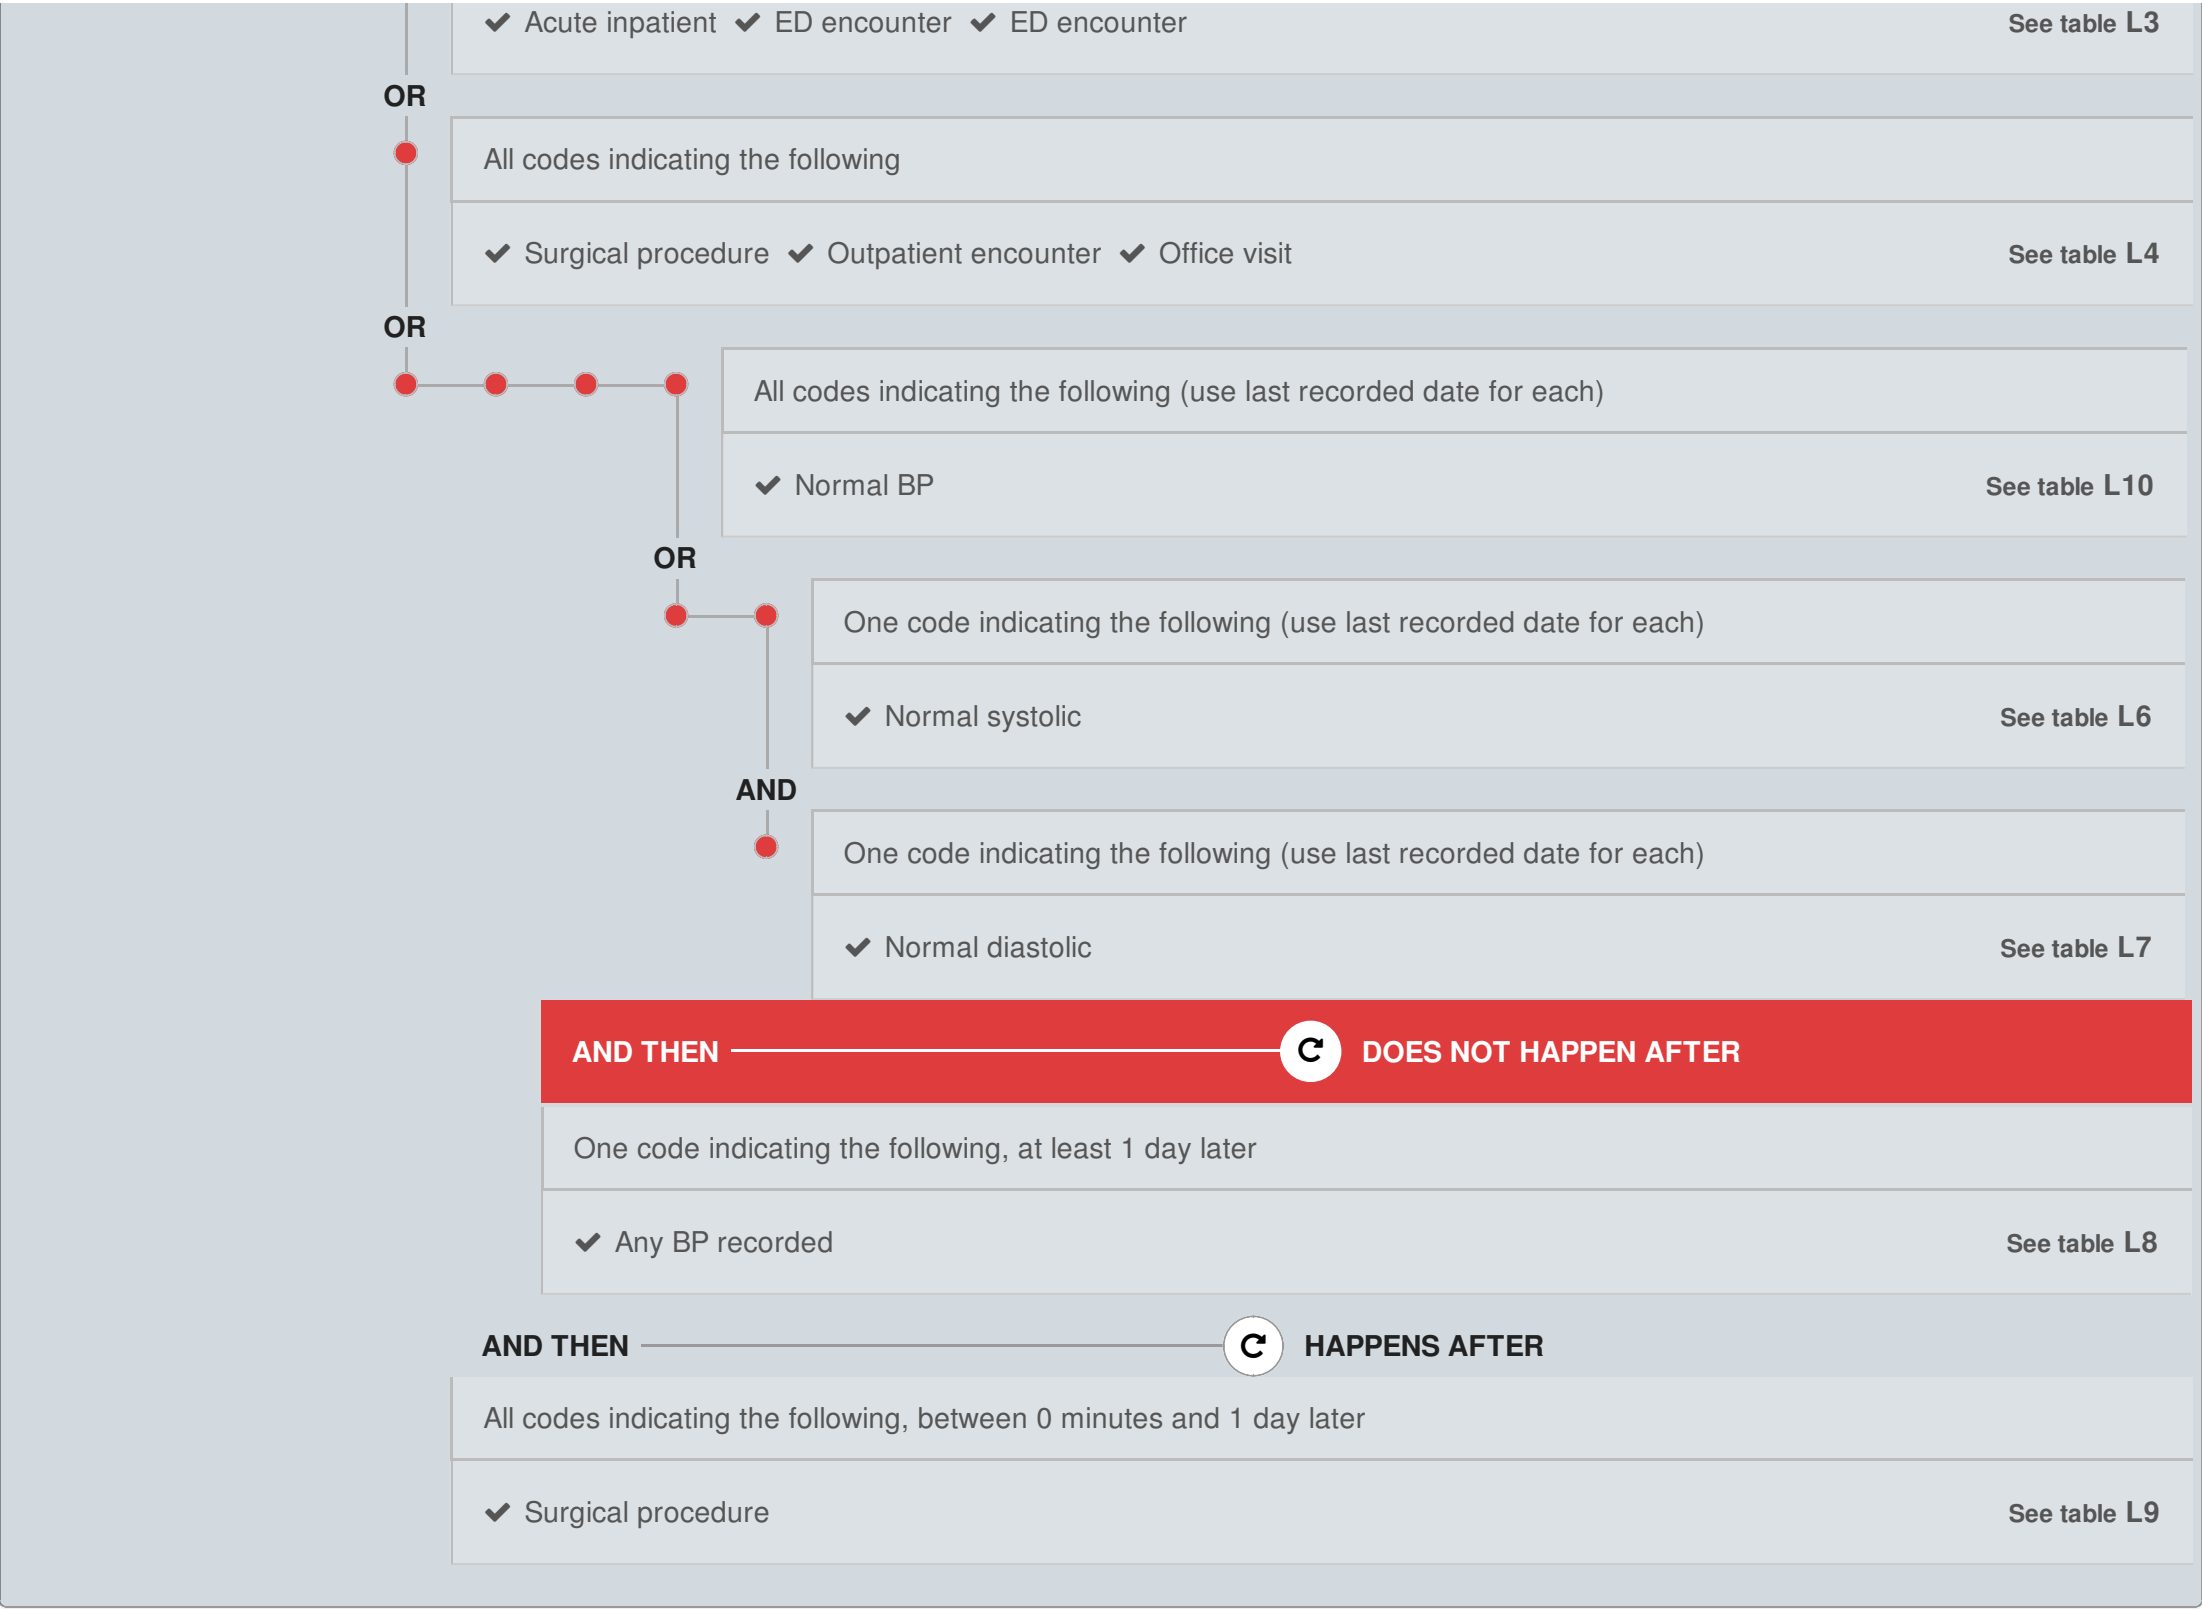 ✔ Acute inpatient ✔ ED encounter ✔ ED encounter See table L3
OR
All codes indicating the following
✔ Surgical procedure ✔ Outpatient encounter ✔ Office visit See table L4
OR
All codes indicating the following (use last recorded date for each)
✔ Normal BP See table L10
OR
One code indicating the following (use last recorded date for each)
✔ Normal systolic See table L6
AND
One code indicating the following (use last recorded date for each)
✔ Normal diastolic See table L7
AND THEN DOES NOT HAPPEN AFTER
One code indicating the following, at least 1 day later
✔ Any BP recorded See table L8
AND THEN HAPPENS AFTER
All codes indicating the following, between 0 minutes and 1 day later
✔ Surgical procedure See table L9